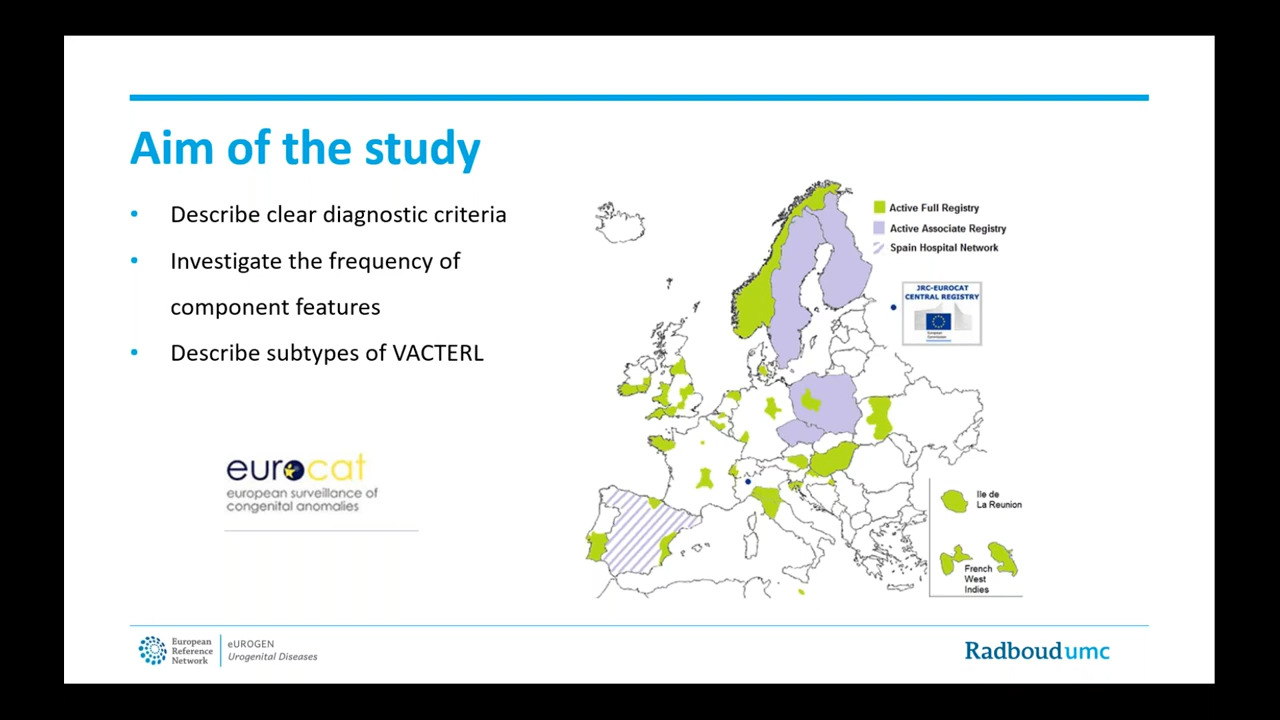 Aim of the study
• Describe clear diagnostic criteria
• Investigate the frequency of
component features
• Describe subtypes of VACTERL
eurocat
european surveillance of
congenital anomalies
Active Full Registry
Active Associate Registry
Spain Hospital Network
JRC-EUROCAT
CENTRAL REGISTRY
European
Commission
Ile de
La Reunion
French
West
Indies
European
Reference
Network
eUROGEN
Urogenital Diseases
Radboudumc